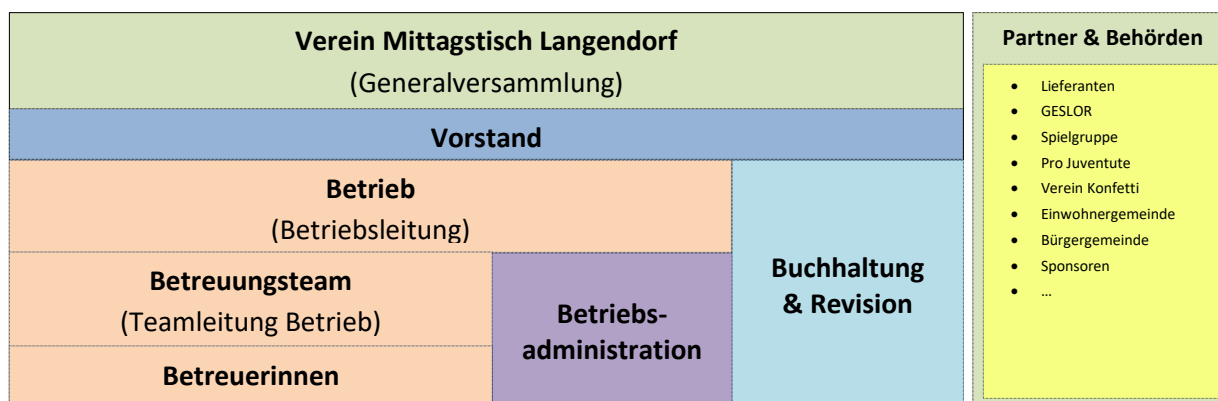 Verein Mittagstisch Langendorf
(Generalversammlung)
Vorstand
Betrieb
(Betriebsleitung)
Betreuungsteam
(Teamleitung Betrieb)
Betreuerinnen
Betriebs-
administration
Buchhaltung
& Revision
Partner & Behörden
• Lieferanten
• GESLOR
• Spielgruppe
• Pro Juventute
• Verein Konfetti
• Einwohnergemeinde
• Bürgergemeinde
• Sponsoren
• ...